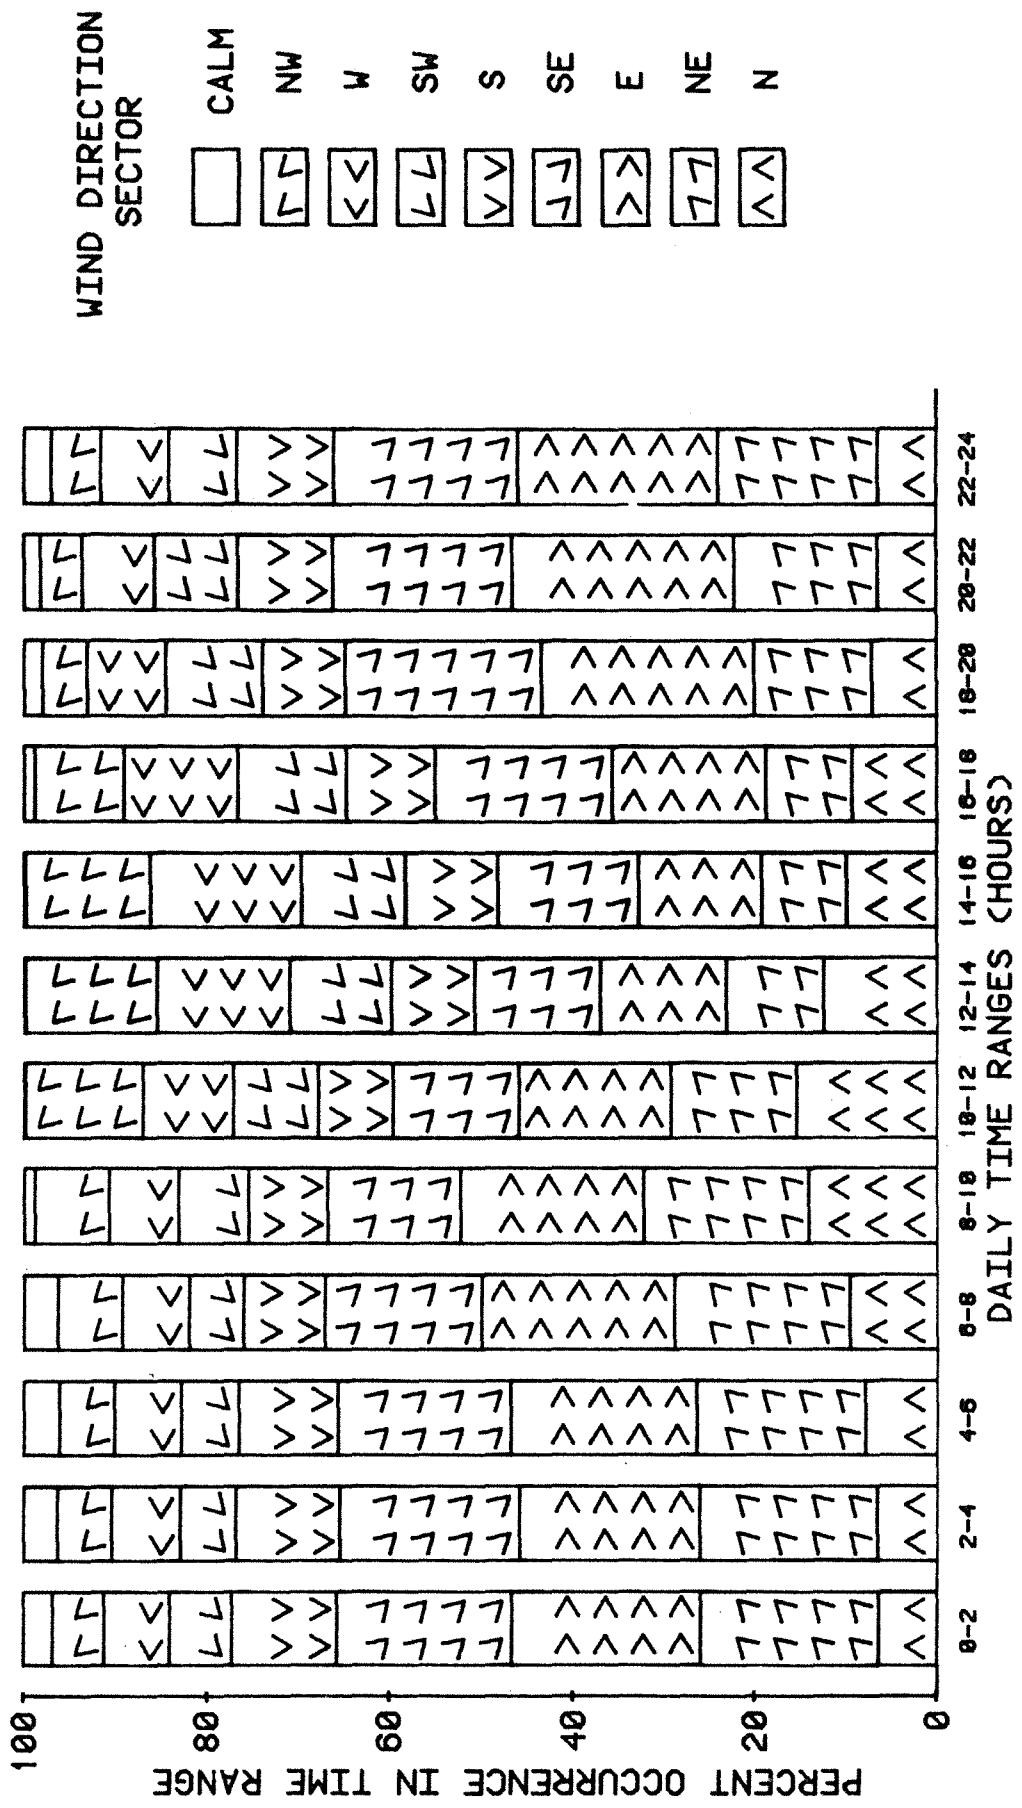 WIND DIRECTION
SECTOR
CALM
NW
W
SW
S
SE
E
NE
N
100
80
60
40
20
0
PERCENT OCCURRENCE IN TIME RANGE
0-2
2-4
4-6
6-8
8-10
10-12
12-14
14-16
16-18
18-20
20-22
22-24
DAILY TIME RANGES (HOURS)